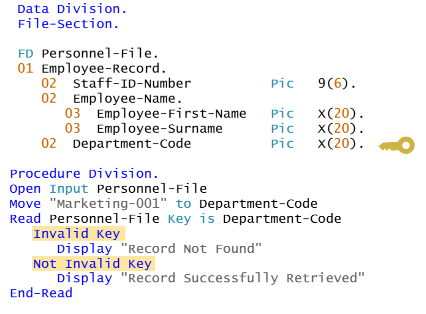 Data Division.
File-Section.
FD Personnel-File.
01 Employee-Record.
02 Staff-ID-Number Pic 9(6).
02 Employee-Name.
03 Employee-First-Name Pic X(20).
03 Employee-Surname Pic X(20).
02 Department-Code Pic X(20).
Procedure Division.
Open Input Personnel-File
Move "Marketing-001" to Department-Code
Read Personnel-File Key is Department-Code
Invalid Key
Display "Record Not Found"
Not Invalid Key
Display "Record Successfully Retrieved"
End-Read